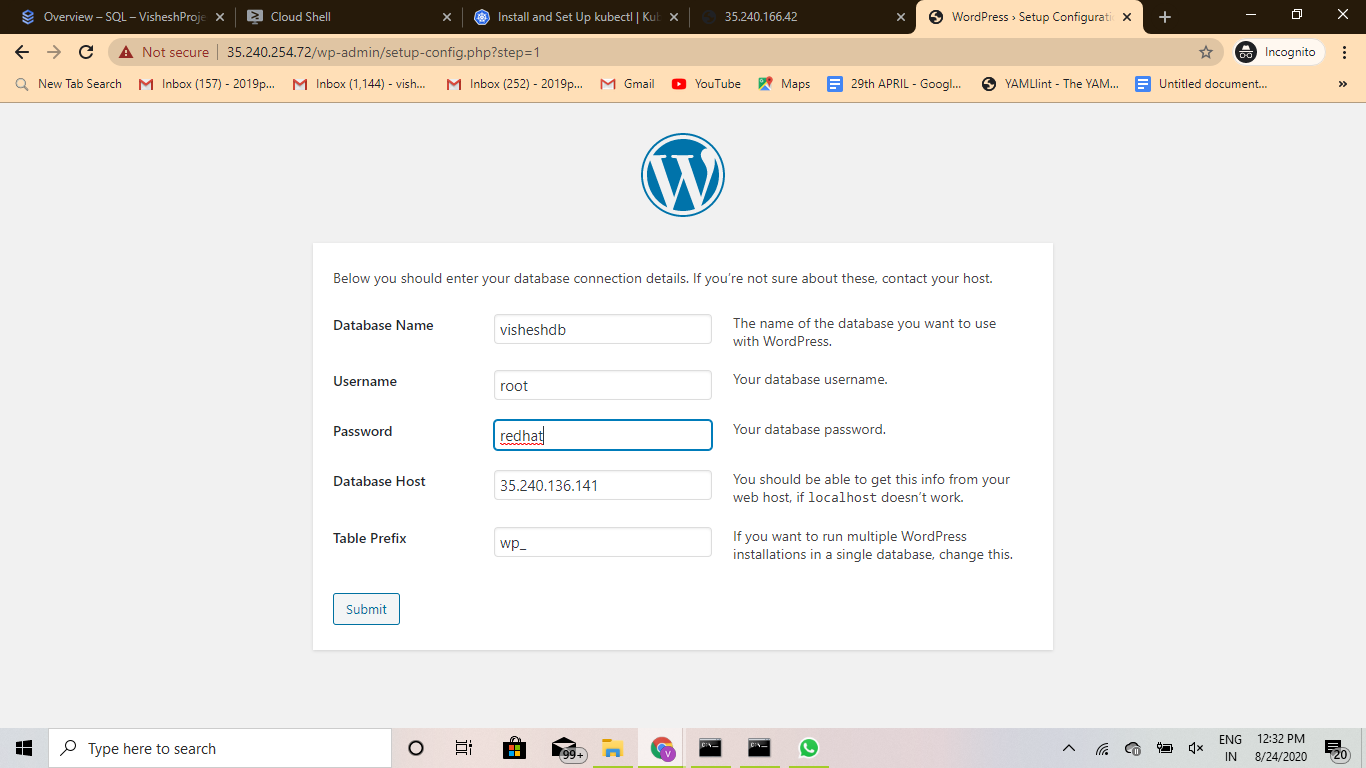 Overview – SQL – VisheshProje
Cloud Shell
Install and Set Up kubectl | Kub
35.240.166.42
WordPress › Setup Configurati
Not secure
35.240.254.72/wp-admin/setup-config.php?step=1
Incognito
New Tab Search
Inbox (157) - 2019p...
Inbox (1,144) - vish...
Inbox (252) - 2019p...
Gmail
YouTube
Maps
29th APRIL - Googl...
YAMLlint - The YAM...
Untitled document...
»
Below you should enter your database connection details. If you’re not sure about these, contact your host.
Database Name
visheshdb
The name of the database you want to use
with WordPress.
Username
root
Your database username.
Password
redhat
Your database password.
Database Host
35.240.136.141
You should be able to get this info from your
web host, if localhost doesn’t work.
Table Prefix
wp_
If you want to run multiple WordPress
installations in a single database, change this.
Submit
Type here to search
99+
V
ENG
IN
12:32 PM
8/24/2020
20